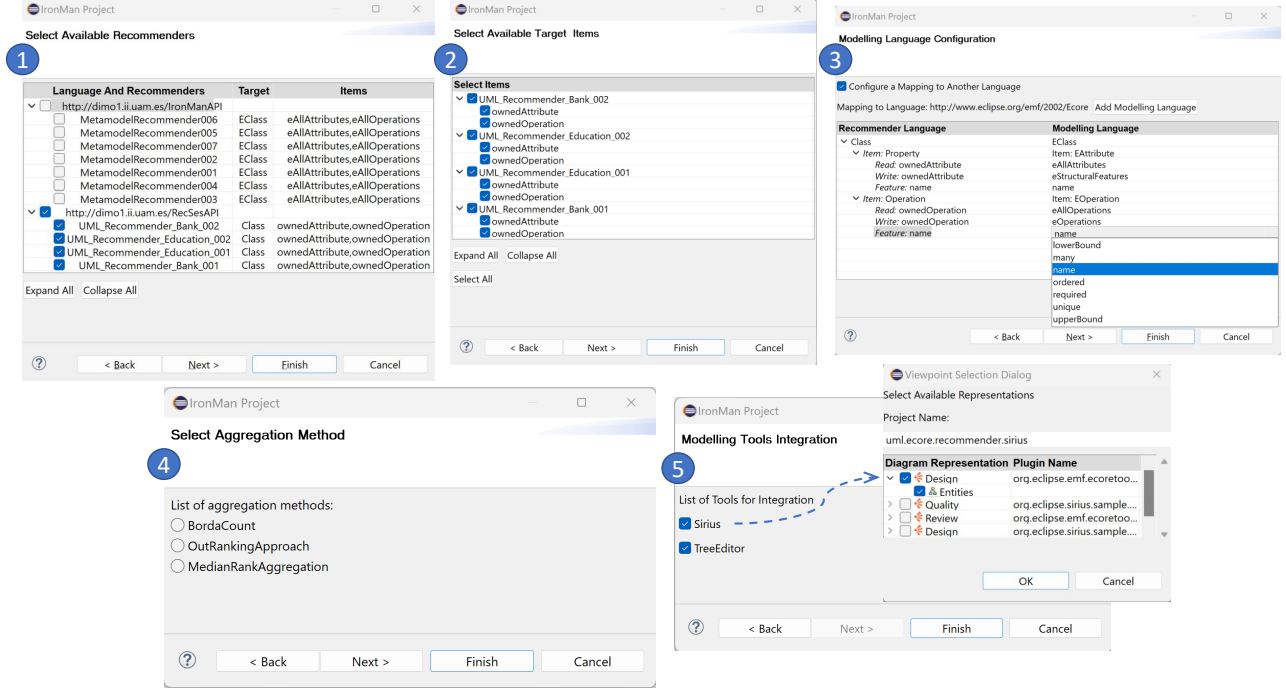 IronMan Project
Select Available Recommenders
1
Language And Recommenders Target Items
http://dimo1.ii.uam.es/IronManAPI
MetamodelRecommender006 EClass eAllAttributes,eAllOperations
MetamodelRecommender005 EClass eAllAttributes,eAllOperations
MetamodelRecommender007 EClass eAllAttributes,eAllOperations
MetamodelRecommender002 EClass eAllAttributes,eAllOperations
MetamodelRecommender001 EClass eAllAttributes,eAllOperations
MetamodelRecommender004 EClass eAllAttributes,eAllOperations
MetamodelRecommender003 EClass eAllAttributes,eAllOperations
http://dimo1.ii.uam.es/RecSesAPI
UML_Recommender_Bank_002 Class ownedAttribute,ownedOperation
UML_Recommender_Education_002 Class ownedAttribute,ownedOperation
UML_Recommender_Education_001 Class ownedAttribute,ownedOperation
UML_Recommender_Bank_001 Class ownedAttribute,ownedOperation
Expand All Collapse All
< Back Next > Finish Cancel
IronMan Project
Select Available Target Items
2
Select Items
UML_Recommender_Bank_002
ownedAttribute
ownedOperation
UML_Recommender_Education_002
ownedAttribute
ownedOperation
UML_Recommender_Education_001
ownedAttribute
ownedOperation
UML_Recommender_Bank_001
ownedAttribute
ownedOperation
Expand All Collapse All
Select All
< Back Next > Finish Cancel
IronMan Project
Modelling Language Configuration
3
Configure a Mapping to Another Language
Mapping to Language: http://www.eclipse.org/emf/2002/Ecore Add Modelling Language
Recommender Language Modelling Language
Class EClass
Item: Property Item: EAttribute
Read: ownedAttribute eAllAttributes
Write: ownedAttribute eStructuralFeatures
Feature: name name
Item: Operation Item: EOperation
Read: ownedOperation eAllOperations
Write: ownedOperation eOperations
Feature: name name
lowerBound
many
name
ordered
required
unique
upperBound
< Back Next > Finish Cancel
IronMan Project
Select Aggregation Method
4
List of aggregation methods:
BordaCount
OutRankingApproach
MedianRankAggregation
< Back Next > Finish Cancel
IronMan Project
Modelling Tools Integration
5
List of Tools for Integration
Sirius
TreeEditor
< Back Next > Finish Cancel
Viewpoint Selection Dialog
Select Available Representations
Project Name:
uml.ecore.recommender.sirius
Diagram Representation Plugin Name
Design org.eclipse.emf.ecoretoo...
Entities
Quality org.eclipse.sirius.sample....
Review org.eclipse.emf.ecoretoo...
Design org.eclipse.sirius.sample....
OK Cancel